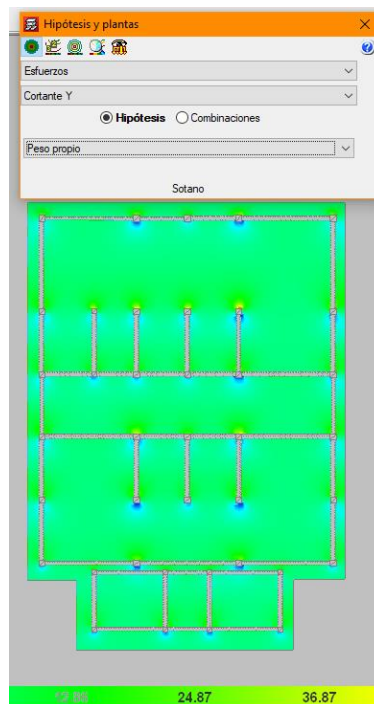 Hipótesis y plantas
Esfuerzos
Cortante Y
Hipótesis Combinaciones
Peso propio
Sotano
24.87 36.87